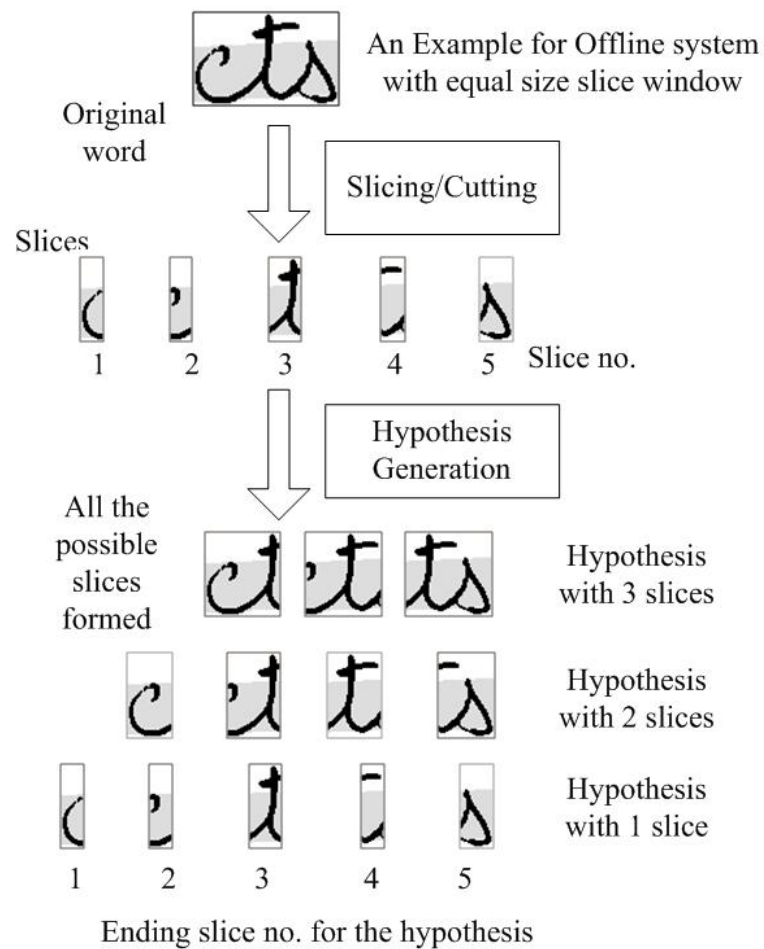 cts
An Example for Offline system
with equal size slice window
Original
word
Slicing/Cutting
Slices
1 2 3 4 5 Slice no.
Hypothesis
Generation
All the
possible
slices
formed
Hypothesis
with 3 slices
Hypothesis
with 2 slices
Hypothesis
with 1 slice
1 2 3 4 5
Ending slice no. for the hypothesis